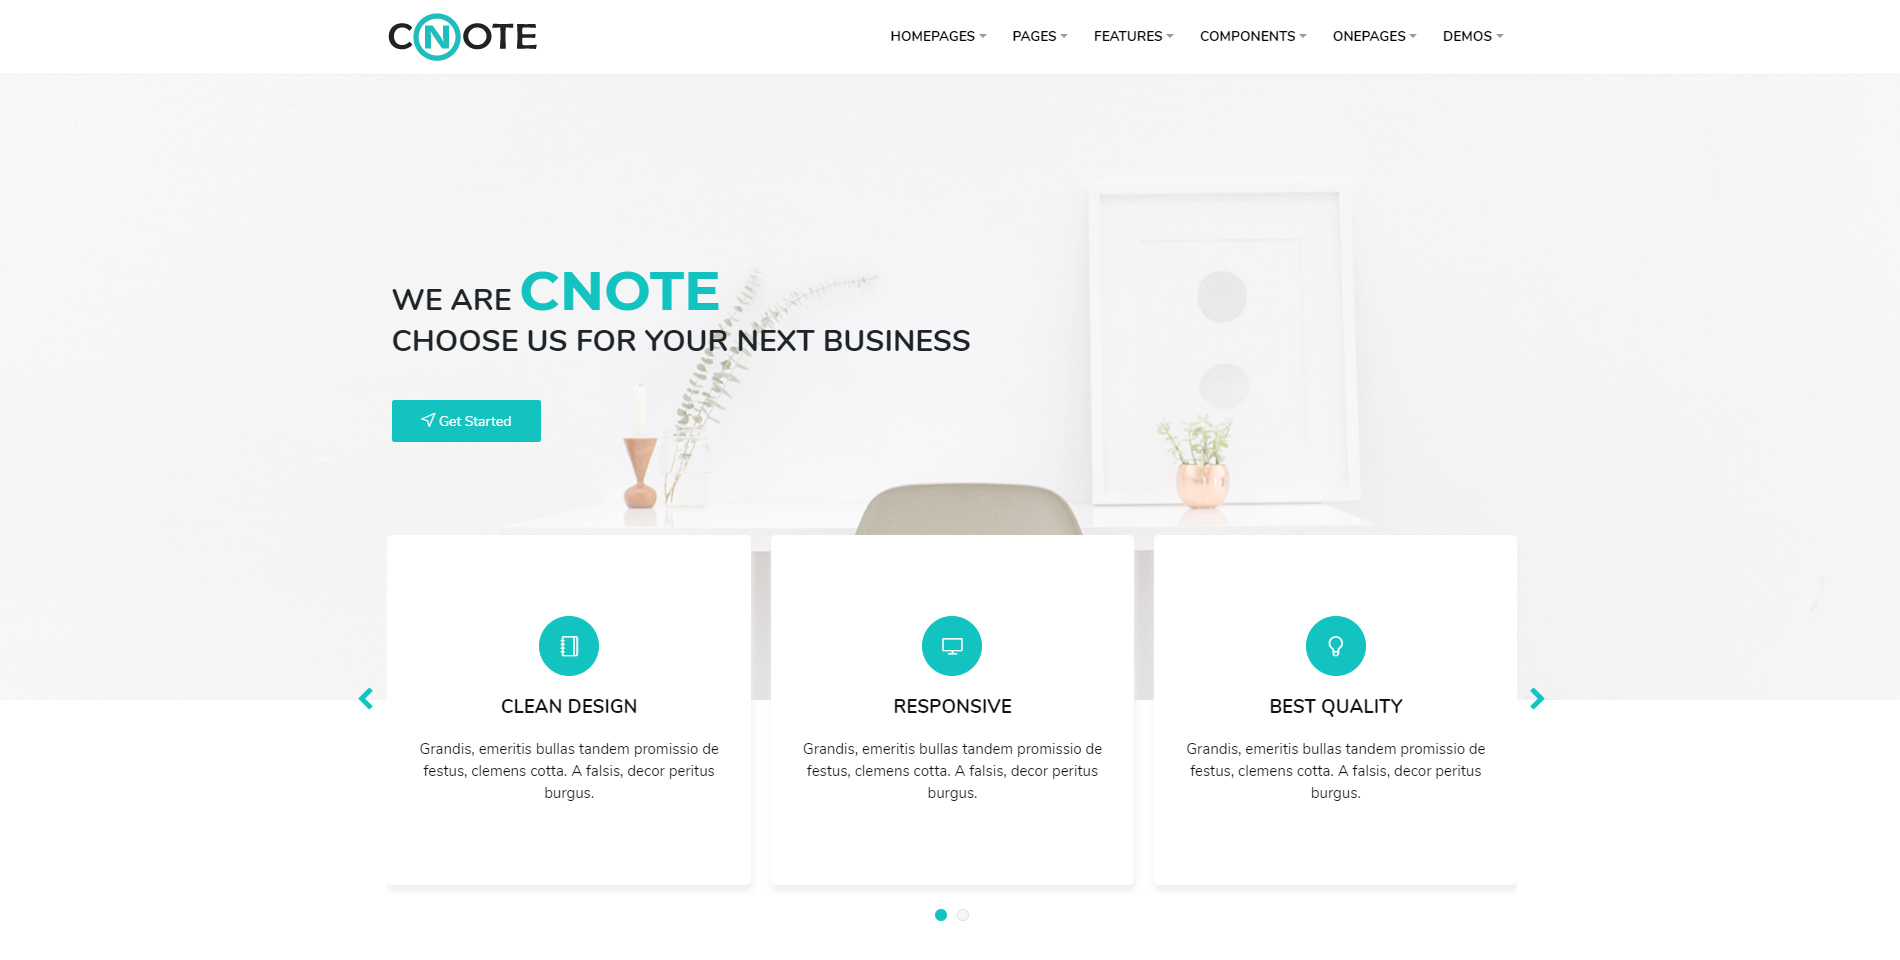 CNOTE
HOMEPAGES PAGES FEATURES COMPONENTS ONEPAGES DEMOS
WE ARE CNOTE
CHOOSE US FOR YOUR NEXT BUSINESS
Get Started
CLEAN DESIGN
Grandis, emeritis bullas tandem promissio de
festus, clemens cotta. A falsis, decor peritus
burgus.
RESPONSIVE
Grandis, emeritis bullas tandem promissio de
festus, clemens cotta. A falsis, decor peritus
burgus.
BEST QUALITY
Grandis, emeritis bullas tandem promissio de
festus, clemens cotta. A falsis, decor peritus
burgus.